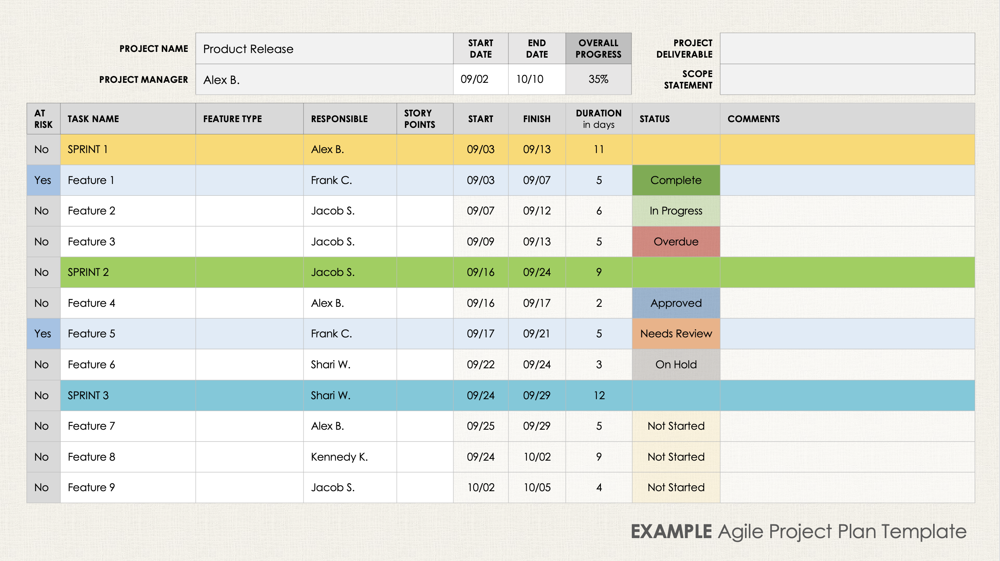 PROJECT NAME Product Release START DATE END DATE OVERALL PROGRESS PROJECT DELIVERABLE
PROJECT MANAGER Alex B. 09/02 10/10 35% SCOPE STATEMENT
AT RISK TASK NAME FEATURE TYPE RESPONSIBLE STORY POINTS START FINISH DURATION in days STATUS COMMENTS
No SPRINT 1 Alex B. 09/03 09/13 11
Yes Feature 1 Frank C. 09/03 09/07 5 Complete
No Feature 2 Jacob S. 09/07 09/12 6 In Progress
No Feature 3 Jacob S. 09/09 09/13 5 Overdue
No SPRINT 2 Jacob S. 09/16 09/24 9
No Feature 4 Alex B. 09/16 09/17 2 Approved
Yes Feature 5 Frank C. 09/17 09/21 5 Needs Review
No Feature 6 Shari W. 09/22 09/24 3 On Hold
No SPRINT 3 Shari W. 09/24 09/29 12
No Feature 7 Alex B. 09/25 09/29 5 Not Started
No Feature 8 Kennedy K. 09/24 10/02 9 Not Started
No Feature 9 Jacob S. 10/02 10/05 4 Not Started
EXAMPLE Agile Project Plan Template